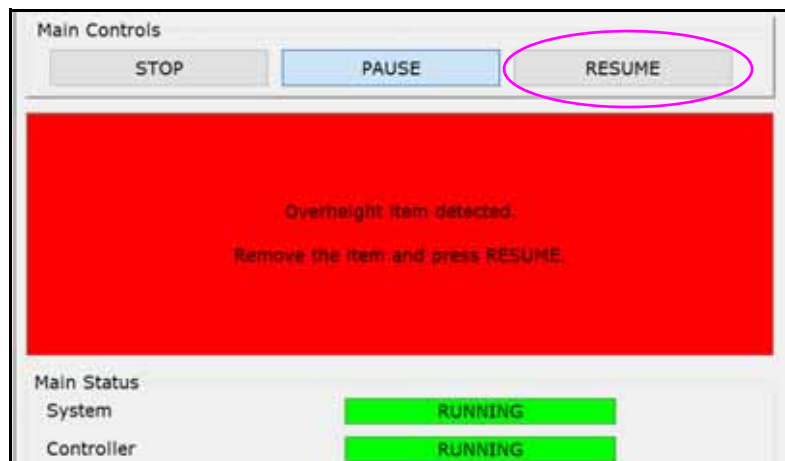 Main Controls
STOP PAUSE RESUME
Overheight item detected.
Remove the item and press RESUME.
Main Status
System RUNNING
Controller RUNNING